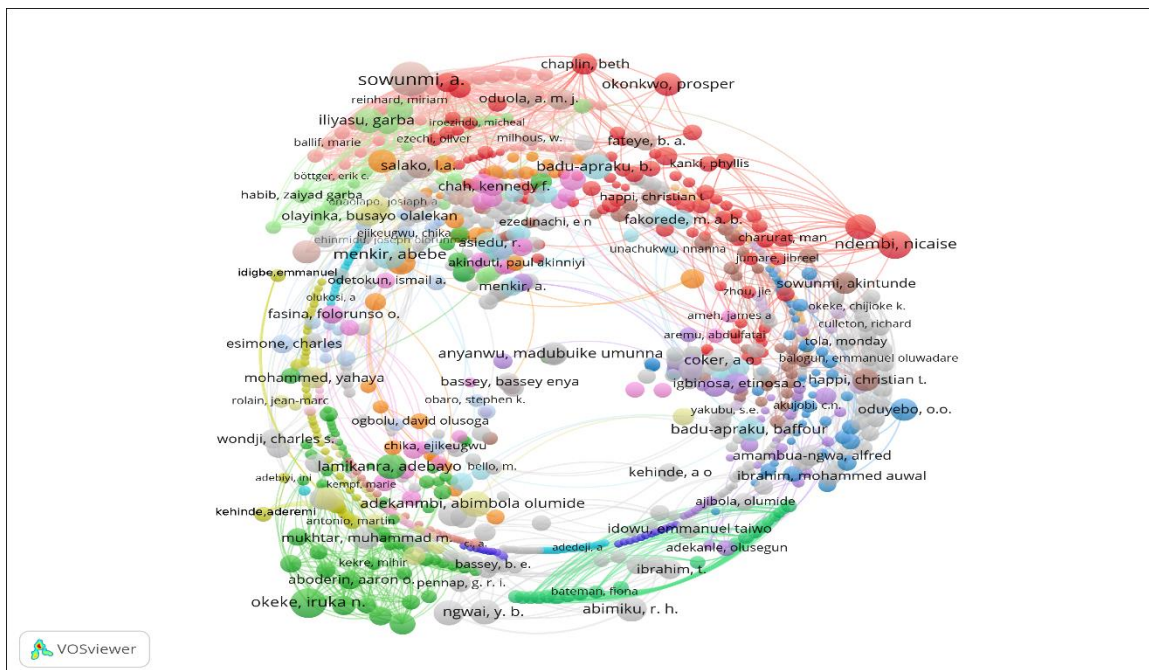 chaplin, beth
sowunmi, a.
okonkwo, prosper
reinhard, miriam
oduola, a. m. j.
iliyasu, garba
iroezindu, micheal
ballif, marie
ezechi, oliver
milhous, w.
fateye, b. a.
salako, l.a.
badu-apraku, b.
kanki, phyllis
böttger, erik c.
chah, kennedy f.
habib, zaiyad garba
happi, christian t.
olayinka, busayo olalekan
ezedinachi, e n
fakorede, m. a. b.
ejikeugwu, chika
asiedu, r.
charurat, man
ndembi, nicaise
menkir, abebe
unachukwu, nnanna
jumare, jibreel
akinduti, paul akinniyi
idigbe,emmanuel
odetokun, ismail a.
menkir, a.
zhou, jie
sowunmi, akintunde
olukosi, a
okeke, chijioke k.
fasina, folorunso o.
ameh, james a
culleton, richard
aremu, abdulfatai
tola, monday
esimone, charles
anyanwu, madubuike umunna
coker, a o
balogun, emmanuel oluwadare
mohammed, yahaya
bassey, bassey enya
igbinosa, etinosa o.
happi, christian t.
rolain, jean-marc
obaro, stephen k.
yakubu, s.e.
akujobi, c.n.
oduyebo, o.o.
ogbolu, david olusoga
badu-apraku, baffour
wondji, charles s.
chika, ejikeugwu
amambua-ngwa, alfred
lamikanra, adebayo
bello, m.
kehinde, a o
ibrahim, mohammed auwal
adebiyi, ini
kempf, marie
adekanmbi, abimbola olumide
ajibola, olumide
kehinde,aderemi
antonio, martin
idowu, emmanuel taiwo
mukhtar, muhammad m.
adedeji, a
adekanle, olusegun
kekre, mihir
bassey, b. e.
ibrahim, t.
aboderin, aaron o.
pennap, g. r. i.
bateman, fiona
okeke, iruka n.
ngwai, y. b.
abimiku, r. h.
VOSviewer